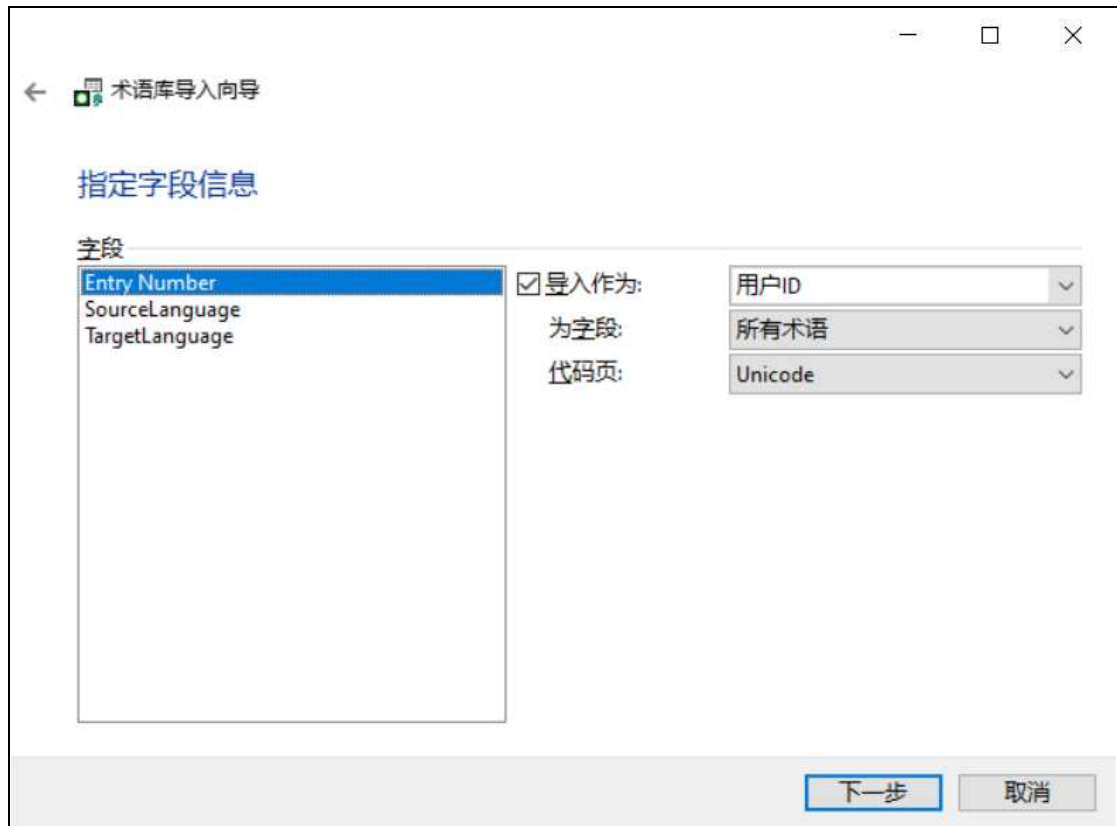 术语库导入向导
指定字段信息
字段
Entry Number
SourceLanguage
TargetLanguage
导入作为: 用户ID
为字段: 所有术语
代码页: Unicode
下一步 取消